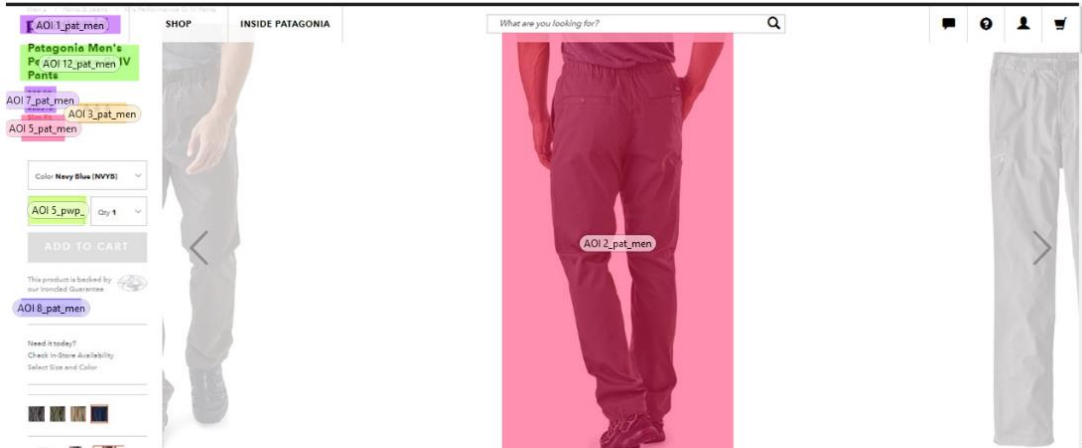 AOI 1_pat_men
SHOP
INSIDE PATAGONIA
What are you looking for?
Patagonia Men's
AOI 12_pat_men
Pants
AOI 7_pat_men
AOI 3_pat_men
AOI 5_pat_men
Color Navy Blue (NVYB)
AOI 5_pwp_
Qty 1
ADD TO CART
AOI 2_pat_men
This product is backed by
our Ironclad Guarantee
AOI 8_pat_men
Need it today?
Check In-Store Availability
Select Size and Color